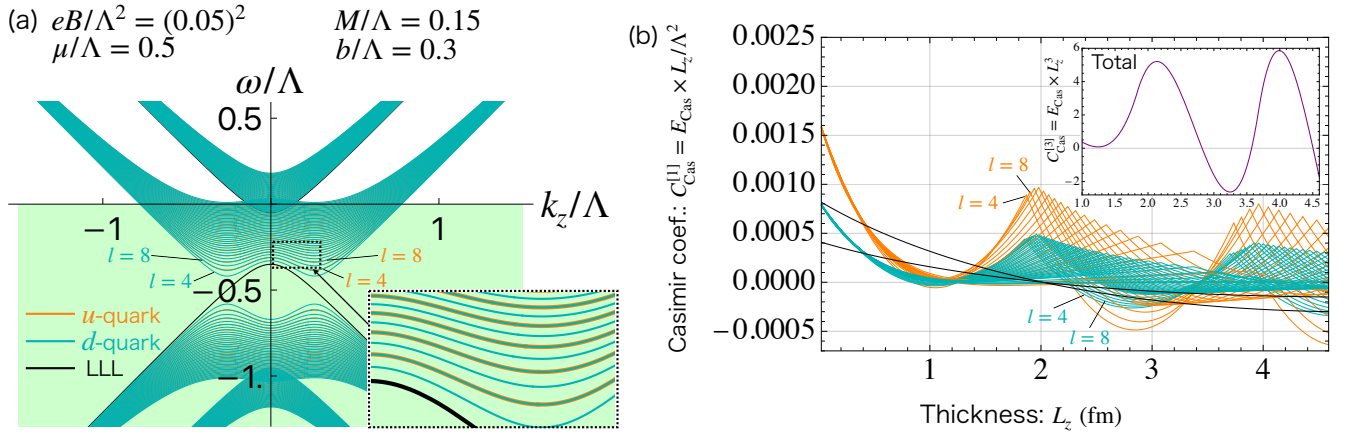 (a) eB/Λ² = (0.05)² M/Λ = 0.15
μ/Λ = 0.5 b/Λ = 0.3
ω/Λ
0.5
−1 1 k_z/Λ
l = 8 l = 8
l = 4 l = 4
−0.5
u-quark
d-quark
LLL
−1.
(b)
Casimir coef.: C_Cas^[1] = E_Cas × L_z/Λ²
0.0025
0.0020
0.0015
0.0010
0.0005
0.0000
−0.0005
l = 8
l = 4
l = 4
l = 8
1 2 3 4
Thickness: L_z (fm)
Total
C_Cas^[3] = E_Cas × L_z³
6
4
2
0
−2
1.0 1.5 2.0 2.5 3.0 3.5 4.0 4.5